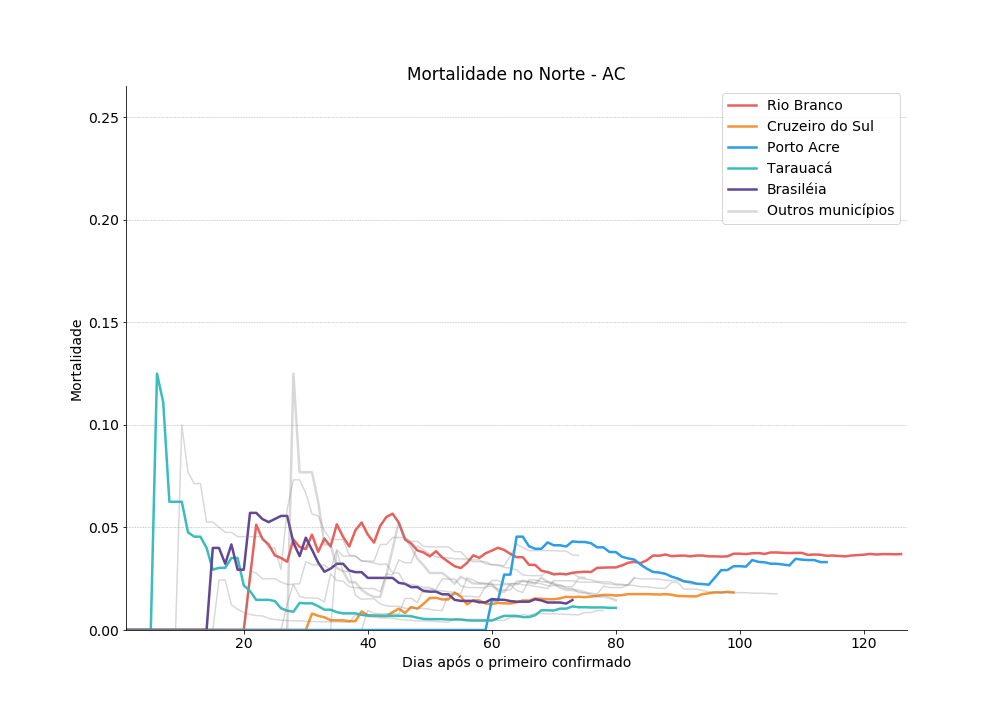 Mortalidade no Norte - AC
0.25
0.20
0.15
0.10
0.05
0.00
Mortalidade
20
40
60
80
100
120
Dias após o primeiro confirmado
Rio Branco
Cruzeiro do Sul
Porto Acre
Tarauacá
Brasiléia
Outros municípios